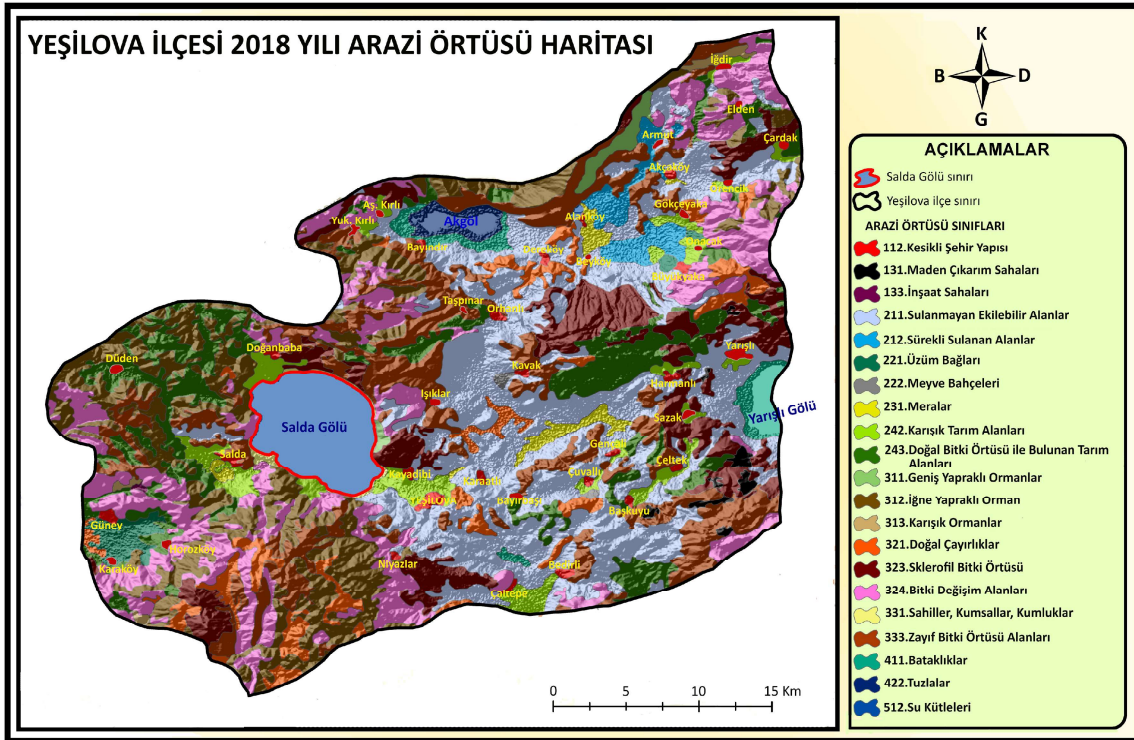 YEŞİLOVA İLÇESİ 2018 YILI ARAZİ ÖRTÜSÜ HARİTASI
K
B D
G
İğdir
Elden
Armut
Çardak
Akçaköy
Örencik
Aş. Kırlı
Gökçeyaka
Yuk. Kırlı
Akgöl
Alanköy
Onacak
Rayındır
Dereköy
Beyköy
Büyükyaka
Taşpınar
Orhanlı
Yarışlı
Doğanbaba
Düden
Kavak
Harmanlı
Işıklar
Yarışlı Gölü
Sazak
Salda Gölü
Gençali
Salda
Çeltek
Kayadibi
Karaatlı
Çuvallı
YEŞİLOVA
Başkuyu
Güney
Horozköy
Niyazlar
Karaköy
Bedirli
Çaltepe
0 5 10 15 Km
AÇIKLAMALAR
Salda Gölü sınırı
Yeşilova ilçe sınırı
ARAZİ ÖRTÜSÜ SINIFLARI
112.Kesikli Şehir Yapısı
131.Maden Çıkarım Sahaları
133.İnşaat Sahaları
211.Sulanmayan Ekilebilir Alanlar
212.Sürekli Sulanan Alanlar
221.Üzüm Bağları
222.Meyve Bahçeleri
231.Meralar
242.Karışık Tarım Alanları
243.Doğal Bitki Örtüsü ile Bulunan Tarım
Alanları
311.Geniş Yapraklı Ormanlar
312.İğne Yapraklı Orman
313.Karışık Ormanlar
321.Doğal Çayırlıklar
323.Sklerofil Bitki Örtüsü
324.Bitki Değişim Alanları
331.Sahiller, Kumsallar, Kumluklar
333.Zayıf Bitki Örtüsü Alanları
411.Bataklıklar
422.Tuzlalar
512.Su Kütleleri